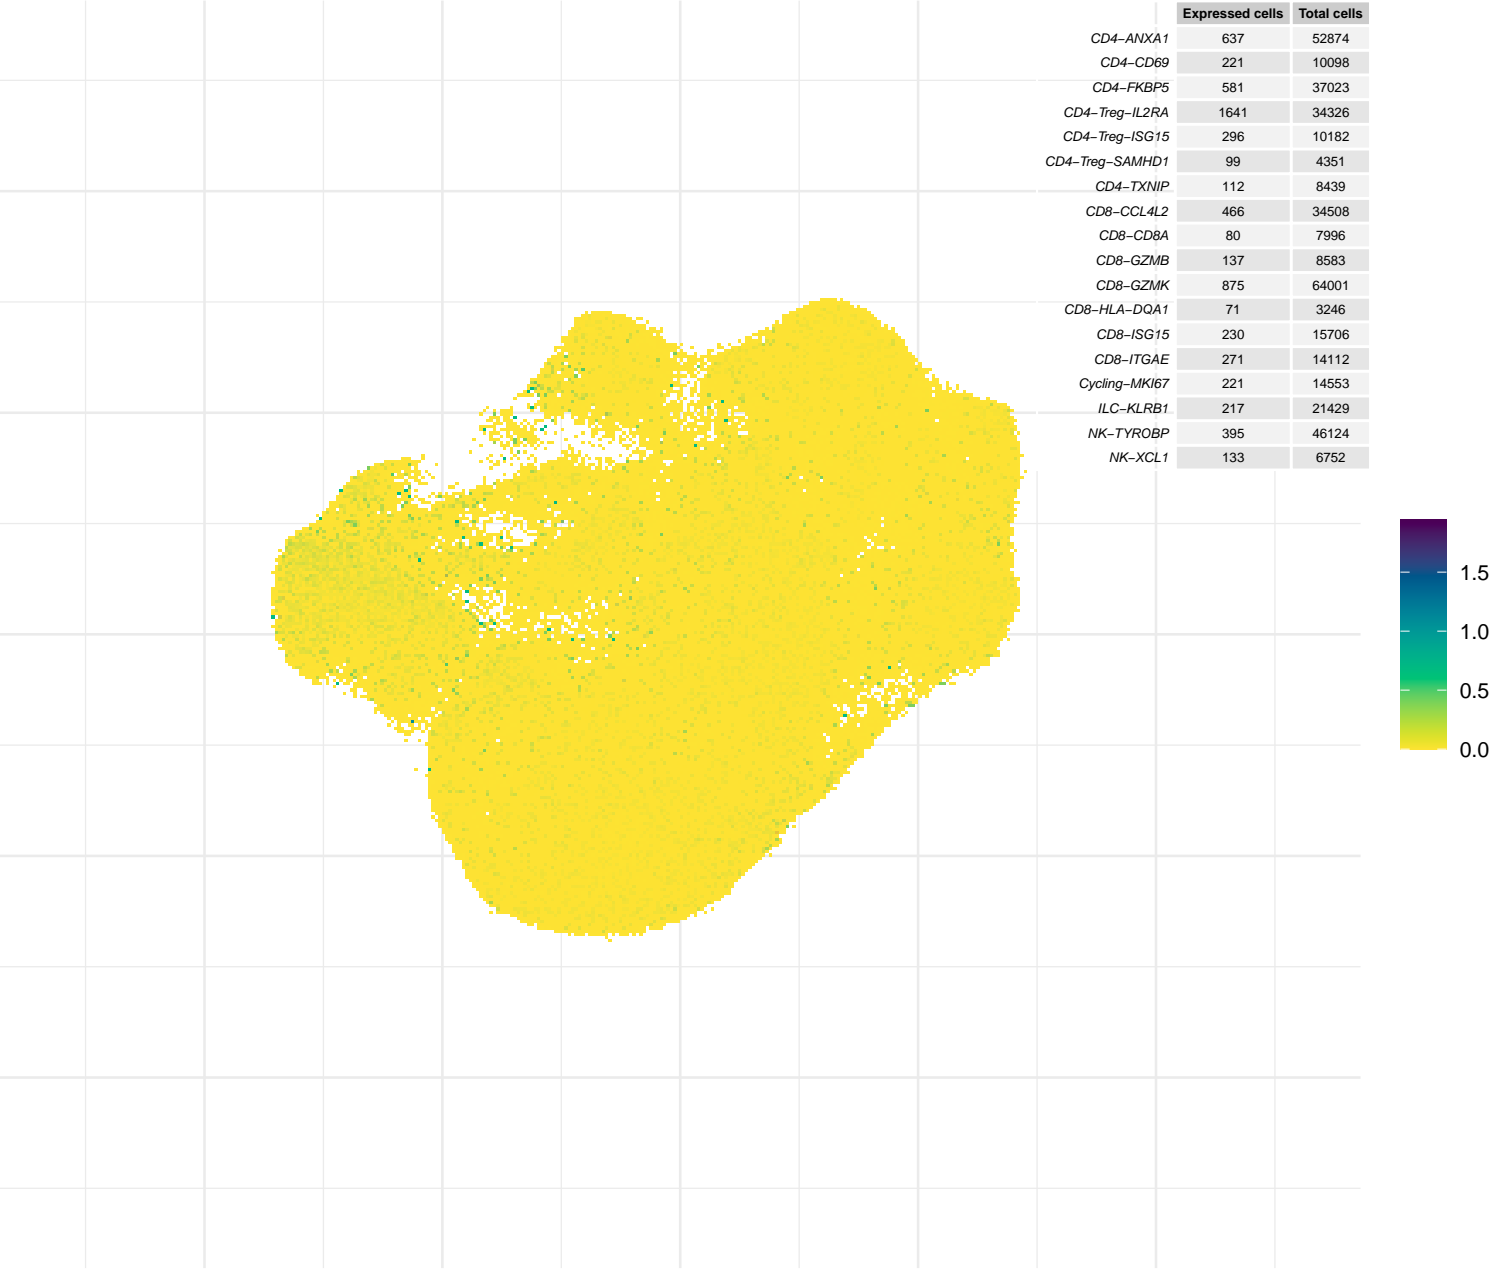 Expressed cells Total cells
CD4−ANXA1 637 52874
CD4−CD69 221 10098
CD4−FKBP5 581 37023
CD4−Treg−IL2RA 1641 34326
CD4−Treg−ISG15 296 10182
CD4−Treg−SAMHD1 99 4351
CD4−TXNIP 112 8439
CD8−CCL4L2 466 34508
CD8−CD8A 80 7996
CD8−GZMB 137 8583
CD8−GZMK 875 64001
CD8−HLA−DQA1 71 3246
CD8−ISG15 230 15706
CD8−ITGAE 271 14112
Cycling−MKI67 221 14553
ILC−KLRB1 217 21429
NK−TYROBP 395 46124
NK−XCL1 133 6752
1.5
1.0
0.5
0.0